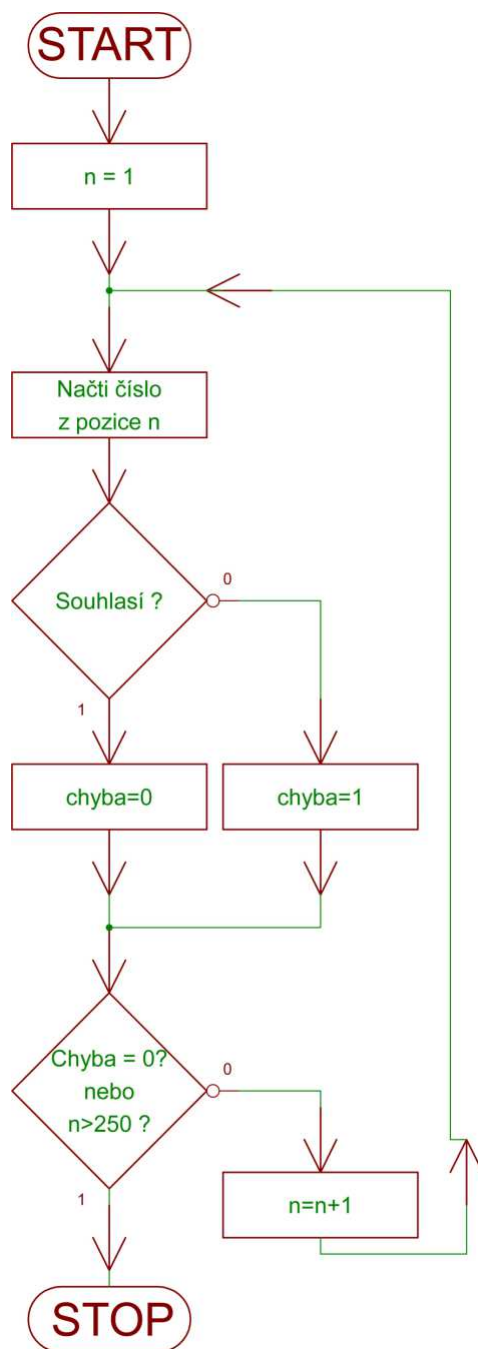 START
n = 1
Načti číslo
z pozice n
Souhlasí ?
0
1
chyba=0
chyba=1
Chyba = 0?
nebo
n>250 ?
0
1
n=n+1
STOP